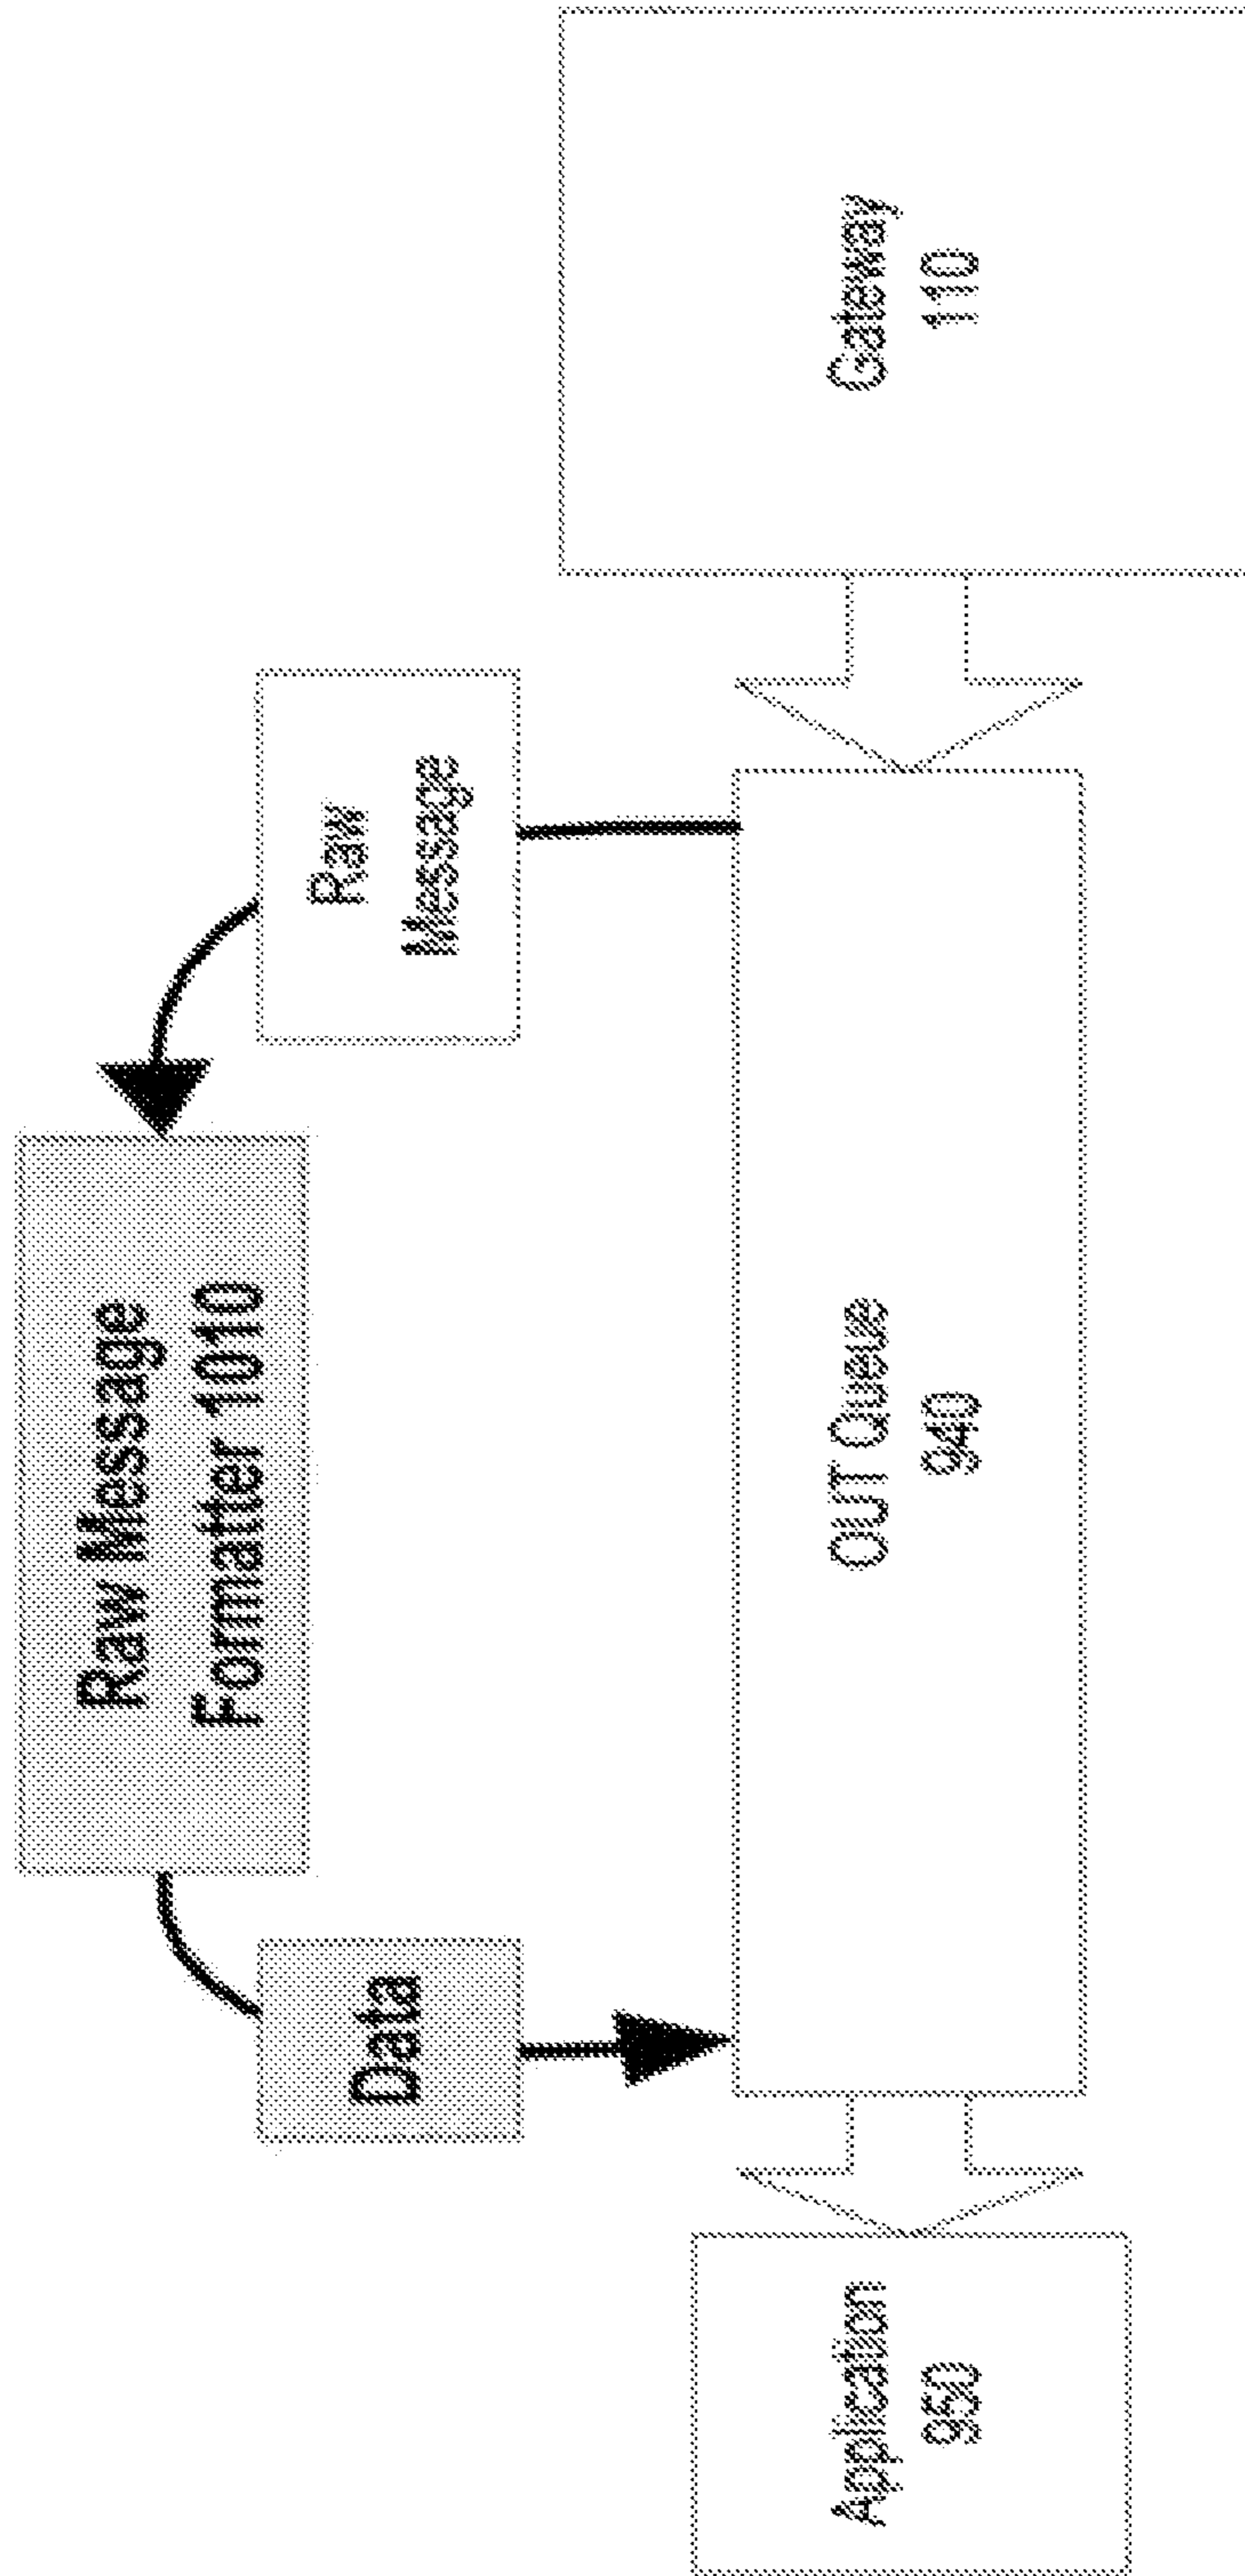 Raw Message
Formatter 1010
Data
Raw
Message
Application
950
OUT Queue
940
Gateway
110